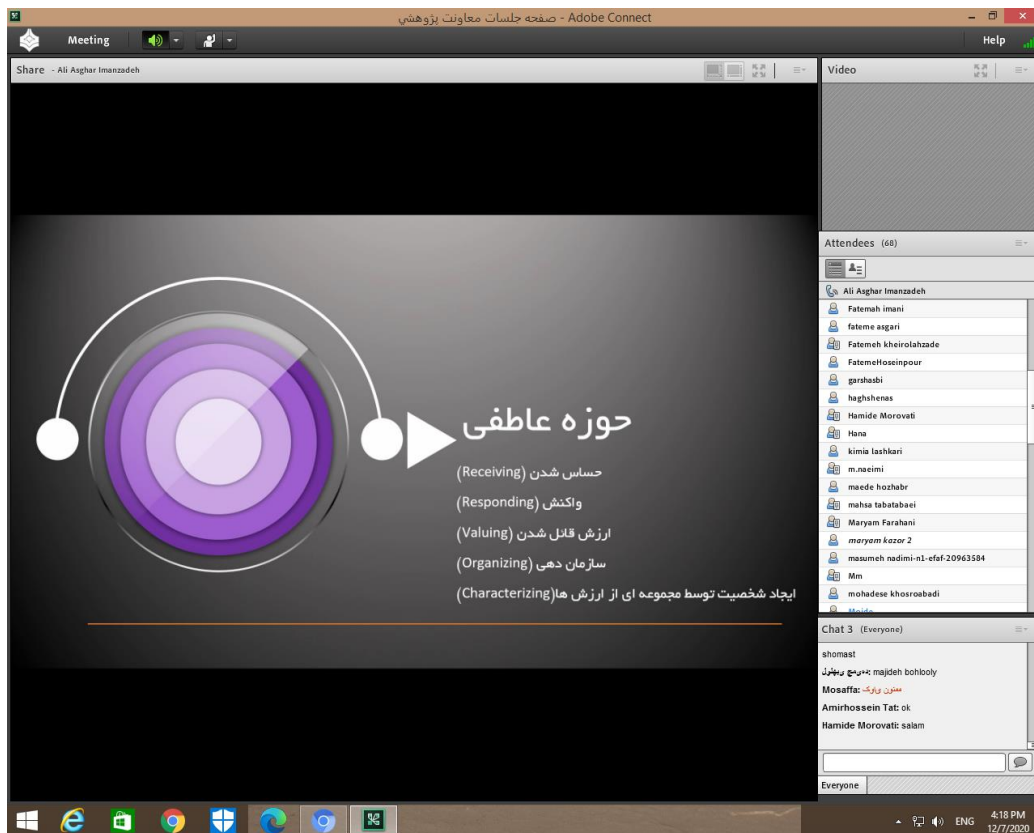 صفحه جلسات معاونت پژوهشي - Adobe Connect
Meeting
Help
Share - Ali Asghar Imanzadeh
حوزه عاطفی
حساس شدن (Receiving)
واکنش (Responding)
ارزش قائل شدن (Valuing)
سازمان دهی (Organizing)
ایجاد شخصیت توسط مجموعه ای از ارزش ها(Characterizing)
Video
Attendees (68)
Ali Asghar Imanzadeh
Fatemah imani
fateme asgari
Fatemeh kheirolahzade
FatemeHoseinpour
garshasbi
haghshenas
Hamide Morovati
Hana
kimia lashkari
m.naeimi
maede hozhabr
mahsa tabatabaei
Maryam Farahani
maryam kazor 2
masumeh nadimi-n1-efaf-20963584
Mm
mohadese khosroabadi
Chat 3 (Everyone)
shomast
majideh bohlooly:
Mosaffa:
Amirhossein Tat: ok
Hamide Morovati: salam
Everyone
ENG
4:18 PM
12/7/2020